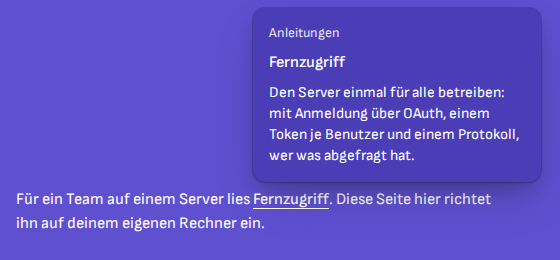 Anleitungen
Fernzugriff
Den Server einmal für alle betreiben:
mit Anmeldung über OAuth, einem
Token je Benutzer und einem Protokoll,
wer was abgefragt hat.
Für ein Team auf einem Server lies Fernzugriff. Diese Seite hier richtet
ihn auf deinem eigenen Rechner ein.